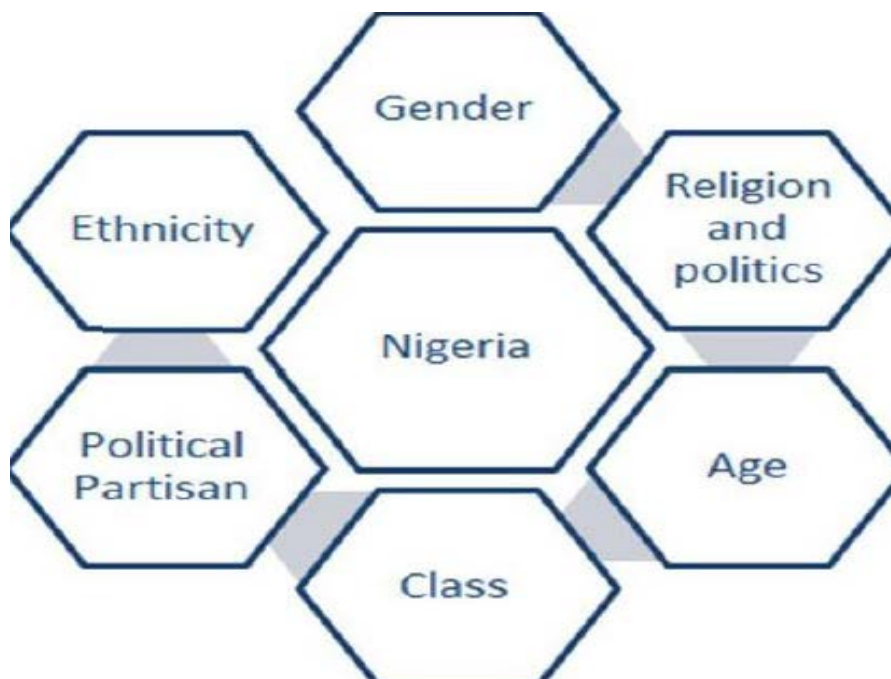 Gender
Religion
and
politics
Ethnicity
Nigeria
Political
Partisan
Age
Class